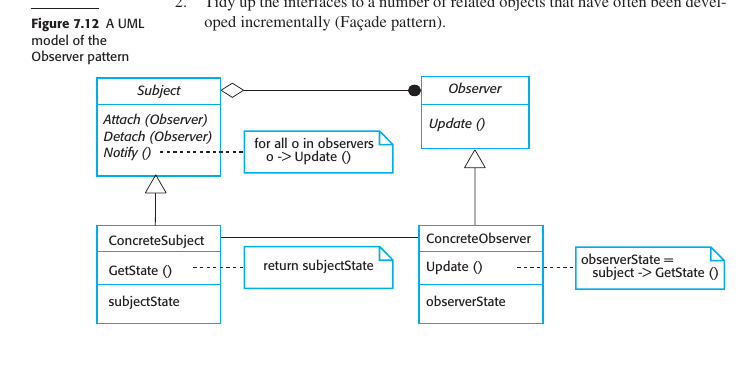 2. Tidy up the interfaces to a number of related objects that have often been devel-
oped incrementally (Façade pattern).
Figure 7.12 A UML
model of the
Observer pattern
Subject
Attach (Observer)
Detach (Observer)
Notify ()
for all o in observers
o -> Update ()
Observer
Update ()
ConcreteSubject
GetState ()
subjectState
return subjectState
ConcreteObserver
Update ()
observerState
observerState =
subject -> GetState ()